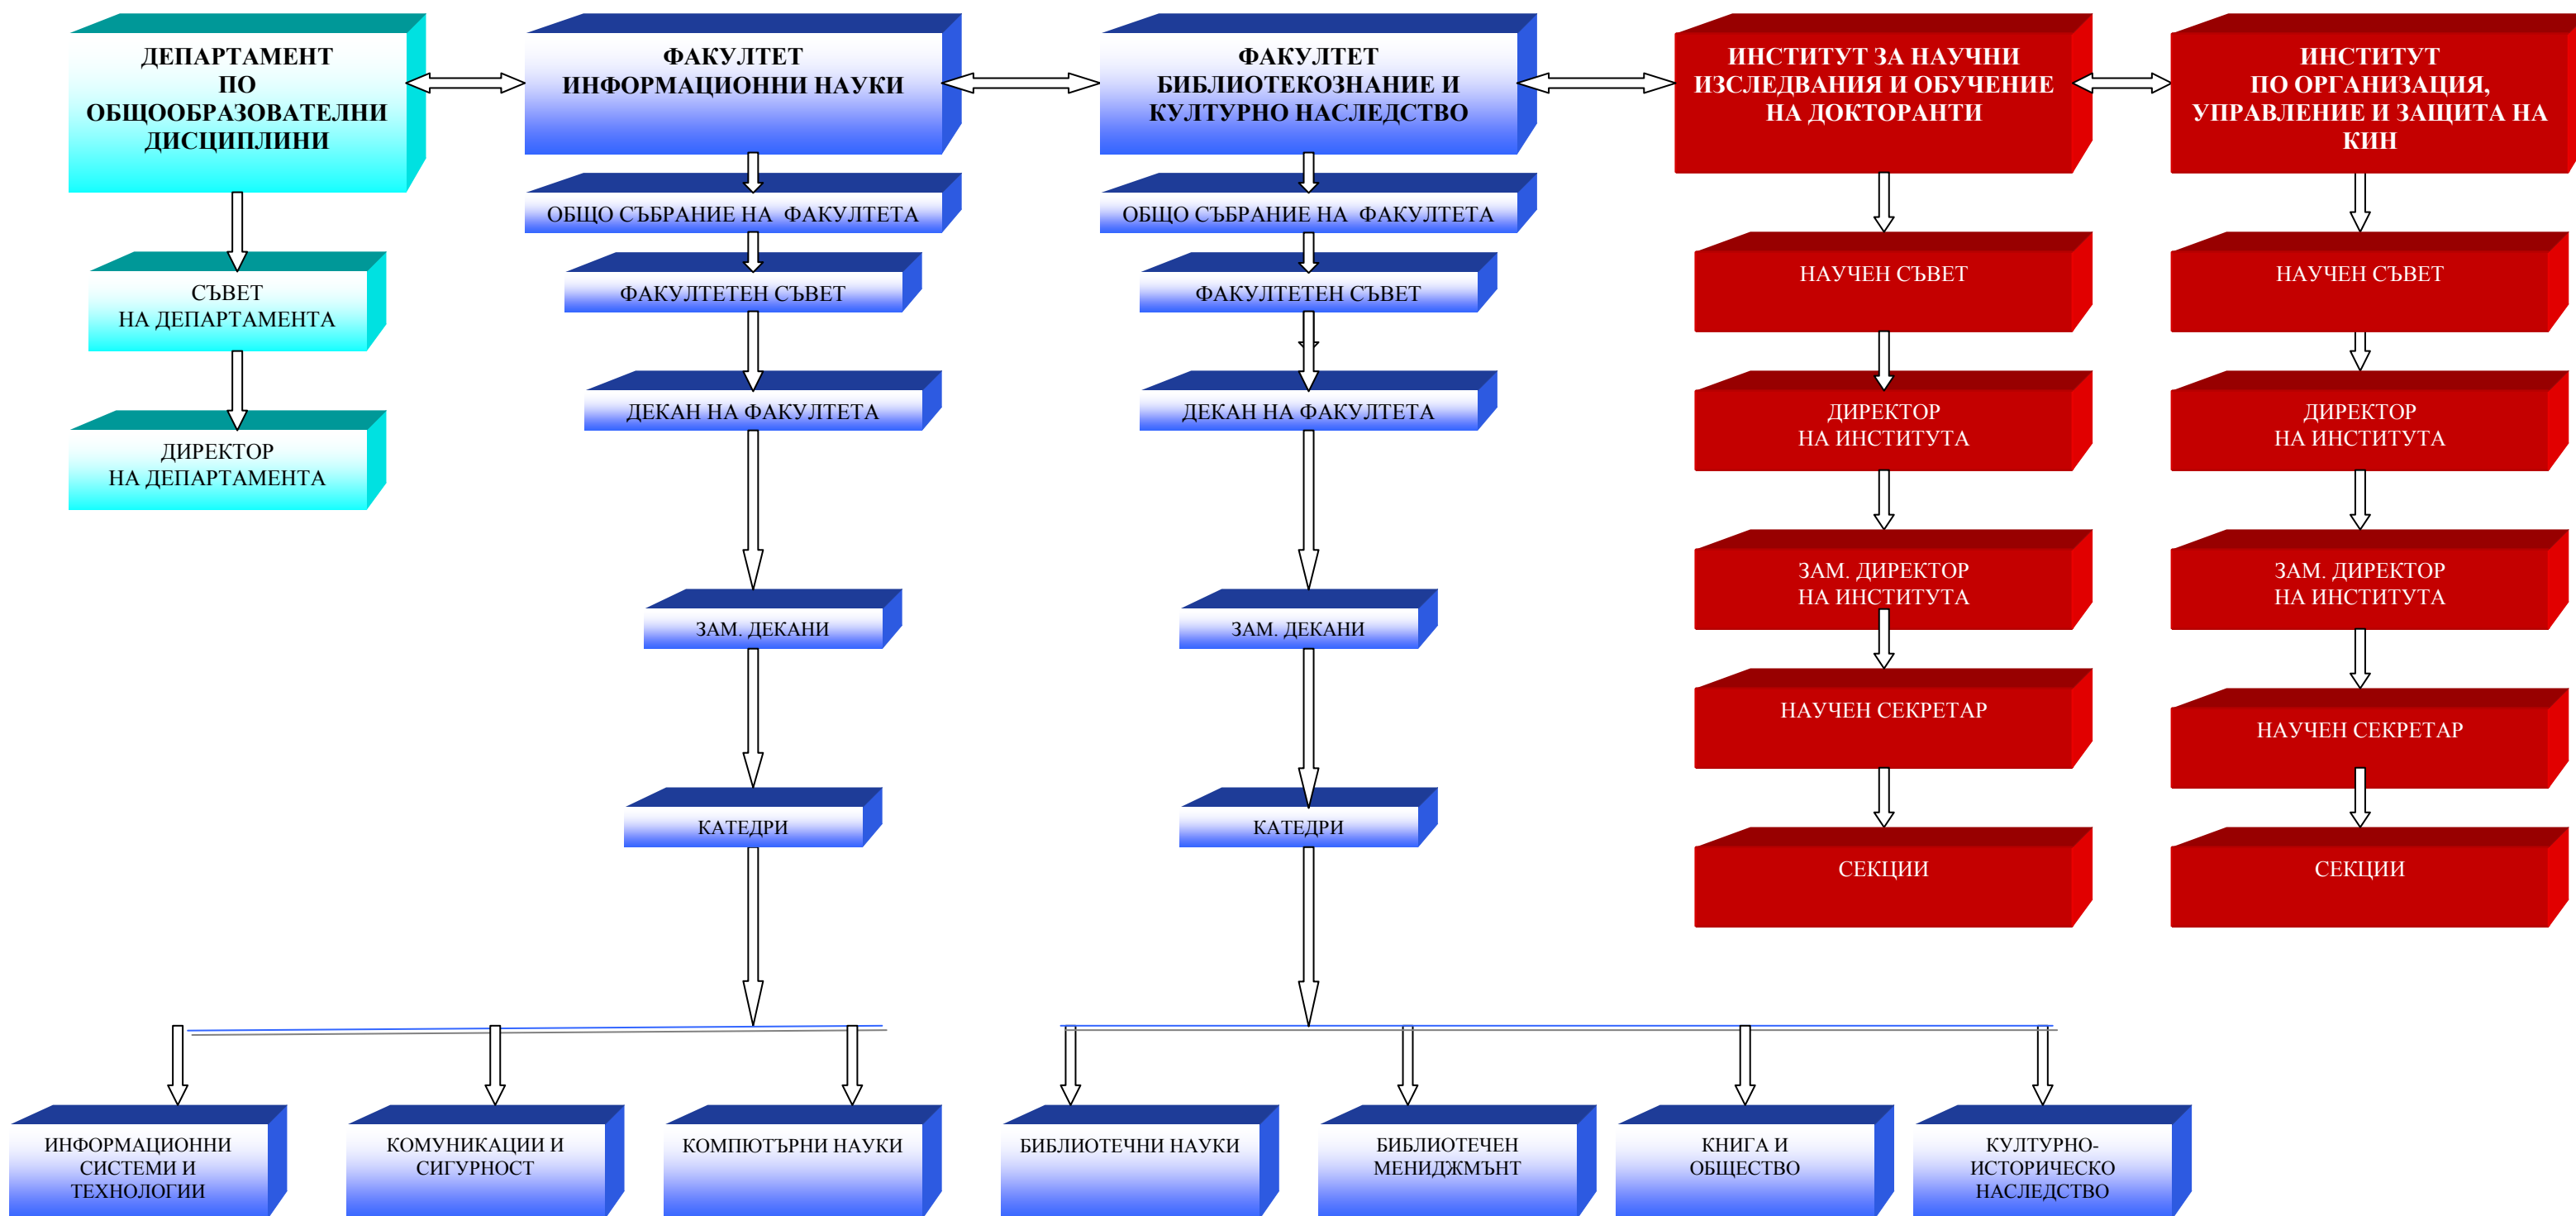 ДЕПАРТАМЕНТ
ПО
ОБЩООБРАЗОВАТЕЛНИ
ДИСЦИПЛИНИ
ФАКУЛТЕТ
ИНФОРМАЦИОННИ НАУКИ
ФАКУЛТЕТ
БИБЛИОТЕКОЗНАНИЕ И
КУЛТУРНО НАСЛЕДСТВО
ИНСТИТУТ ЗА НАУЧНИ
ИЗСЛЕДВАНИЯ И ОБУЧЕНИЕ
НА ДОКТОРАНТИ
ИНСТИТУТ
ПО ОРГАНИЗАЦИЯ,
УПРАВЛЕНИЕ И ЗАЩИТА НА
КИН
ОБЩО СЪБРАНИЕ НА ФАКУЛТЕТА
ОБЩО СЪБРАНИЕ НА ФАКУЛТЕТА
СЪВЕТ
НА ДЕПАРТАМЕНТА
ФАКУЛТЕТЕН СЪВЕТ
ФАКУЛТЕТЕН СЪВЕТ
НАУЧЕН СЪВЕТ
НАУЧЕН СЪВЕТ
ДИРЕКТОР
НА ДЕПАРТАМЕНТА
ДЕКАН НА ФАКУЛТЕТА
ДЕКАН НА ФАКУЛТЕТА
ДИРЕКТОР
НА ИНСТИТУТА
ДИРЕКТОР
НА ИНСТИТУТА
ЗАМ. ДЕКАНИ
ЗАМ. ДЕКАНИ
ЗАМ. ДИРЕКТОР
НА ИНСТИТУТА
ЗАМ. ДИРЕКТОР
НА ИНСТИТУТА
НАУЧЕН СЕКРЕТАР
НАУЧЕН СЕКРЕТАР
КАТЕДРИ
КАТЕДРИ
СЕКЦИИ
СЕКЦИИ
ИНФОРМАЦИОННИ
СИСТЕМИ И
ТЕХНОЛОГИИ
КОМУНИКАЦИИ И
СИГУРНОСТ
КОМПЮТЪРНИ НАУКИ
БИБЛИОТЕЧНИ НАУКИ
БИБЛИОТЕЧЕН
МЕНИДЖМЪНТ
КНИГА И
ОБЩЕСТВО
КУЛТУРНО-
ИСТОРИЧЕСКО
НАСЛЕДСТВО